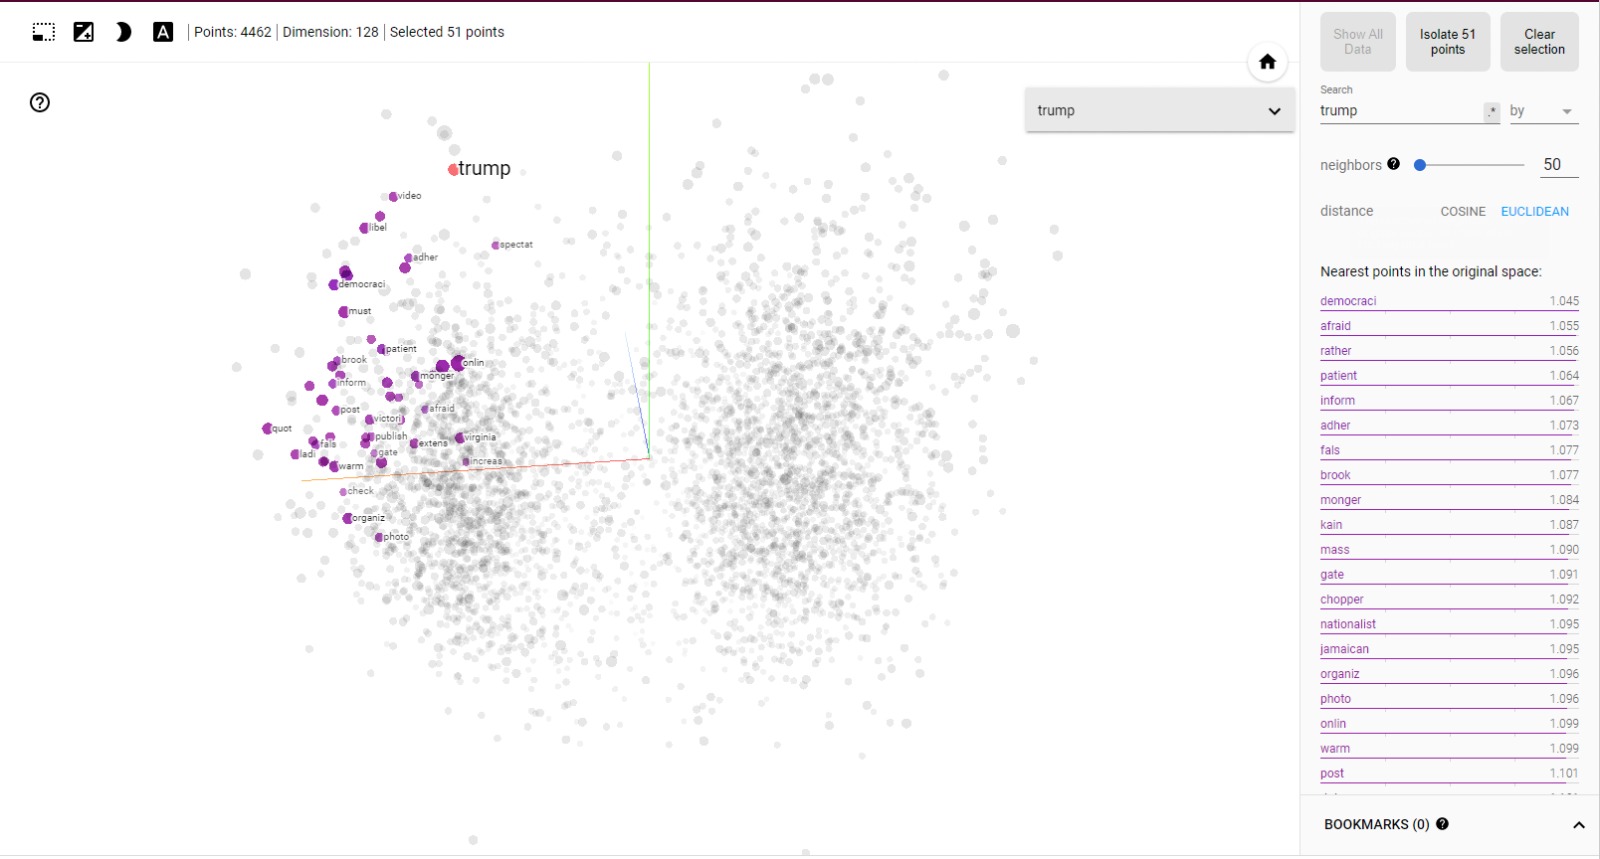 A
Points: 4462 | Dimension: 128 | Selected 51 points
Show All Data
Isolate 51 points
Clear selection
trump
Search
trump
.*
by
neighbors
50
distance
COSINE
EUCLIDEAN
Nearest points in the original space:
democraci 1.045
afraid 1.055
rather 1.056
patient 1.064
inform 1.067
adher 1.073
fals 1.077
brook 1.077
monger 1.084
kain 1.087
mass 1.090
gate 1.091
chopper 1.092
nationalist 1.095
jamaican 1.095
organiz 1.096
photo 1.096
onlin 1.099
warm 1.099
post 1.101
BOOKMARKS (0)
trump
video
libel
spectat
adher
democraci
must
patient
brook
onlin
monger
inform
post
afraid
victori
quot
publish
virginia
fals
extens
ladi
gate
warm
increas
check
organiz
photo